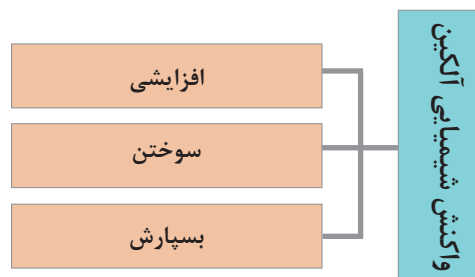 واکنش شیمیایی آلکین
افزایشی
سوختن
بسپارش